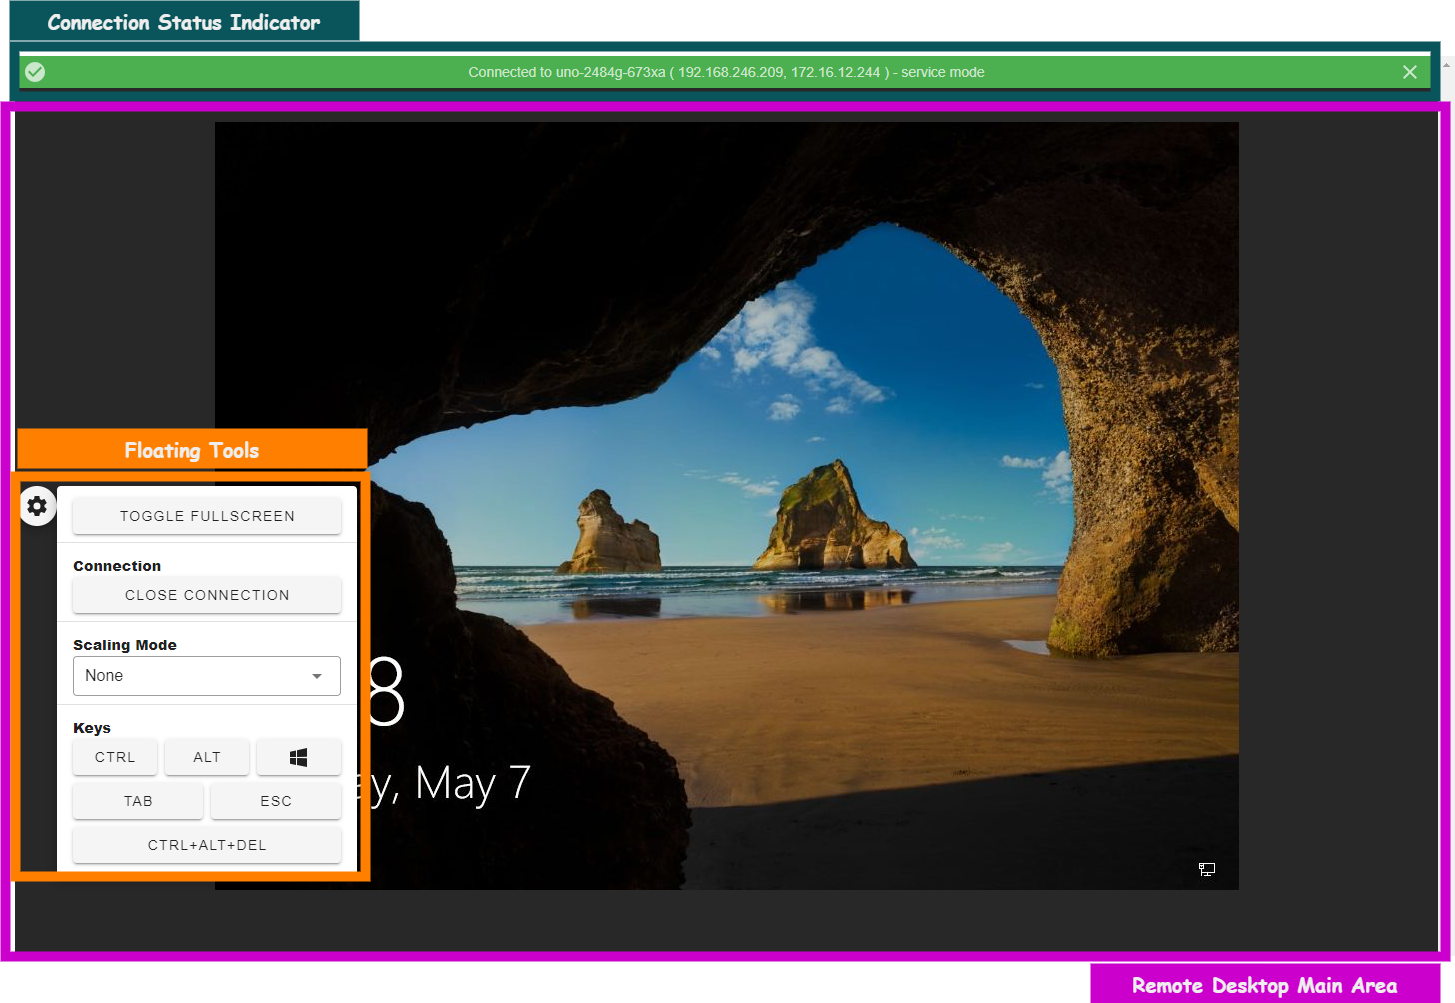 Connection Status Indicator
Connected to uno-2484g-673xa ( 192.168.246.209, 172.16.12.244 ) - service mode
Floating Tools
TOGGLE FULLSCREEN
Connection
CLOSE CONNECTION
Scaling Mode
None
8
Keys
CTRL ALT
ay, May 7
TAB ESC
CTRL+ALT+DEL
Remote Desktop Main Area